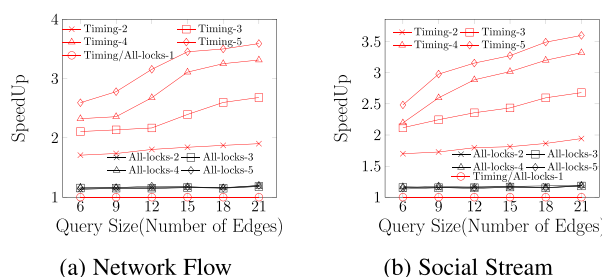 4
3
2
1
SpeedUp
Timing-2 Timing-3
Timing-4 Timing-5
Timing/All-locks-1
All-locks-2 All-locks-3
All-locks-4 All-locks-5
6 9 12 15 18 21
Query Size(Number of Edges)
(a) Network Flow
3.5
3
2.5
2
1.5
1
SpeedUp
Timing-2 Timing-3
Timing-4 Timing-5
All-locks-2 All-locks-3
All-locks-4 All-locks-5
Timing/All-locks-1
6 9 12 15 18 21
Query Size(Number of Edges)
(b) Social Stream